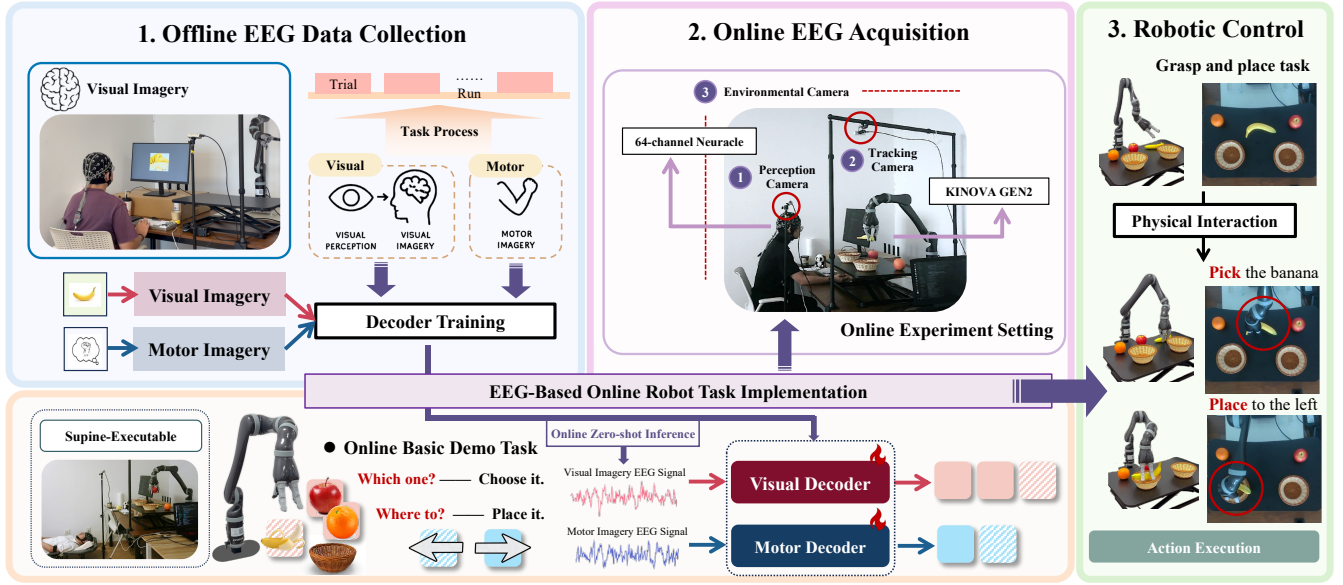 1. Offline EEG Data Collection
Visual Imagery
Trial
......
Run
Task Process
Visual
Motor
VISUAL
PERCEPTION
VISUAL
IMAGERY
MOTOR
IMAGERY
Visual Imagery
Motor Imagery
Decoder Training
2. Online EEG Acquisition
3 Environmental Camera
64-channel Neuracle
1 Perception
Camera
2 Tracking
Camera
KINOVA GEN2
Online Experiment Setting
3. Robotic Control
Grasp and place task
Physical Interaction
Pick the banana
Place to the left
Action Execution
EEG-Based Online Robot Task Implementation
Supine-Executable
● Online Basic Demo Task
Which one? —— Choose it.
Where to? —— Place it.
Online Zero-shot Inference
Visual Imagery EEG Signal
Motor Imagery EEG Signal
Visual Decoder
Motor Decoder